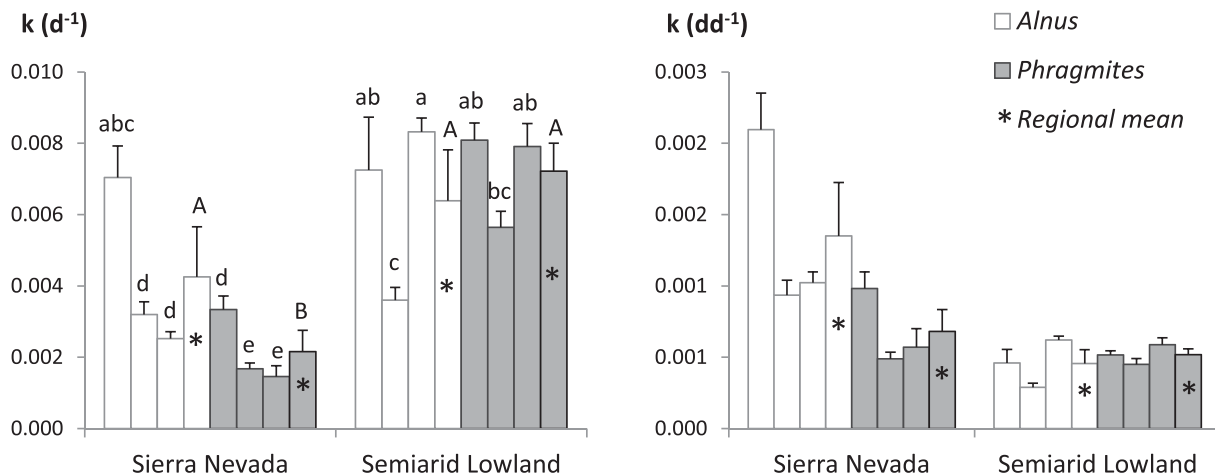 k (d-1)
0.010
0.008
0.006
0.004
0.002
0.000
abc
d
d
A
d
e
e
B
*
*
ab
c
a
A
ab
bc
ab
A
*
*
Sierra Nevada
Semiarid Lowland
k (dd-1)
0.003
0.002
0.002
0.001
0.001
0.000
*
*
*
*
Sierra Nevada
Semiarid Lowland
Alnus
Phragmites
* Regional mean